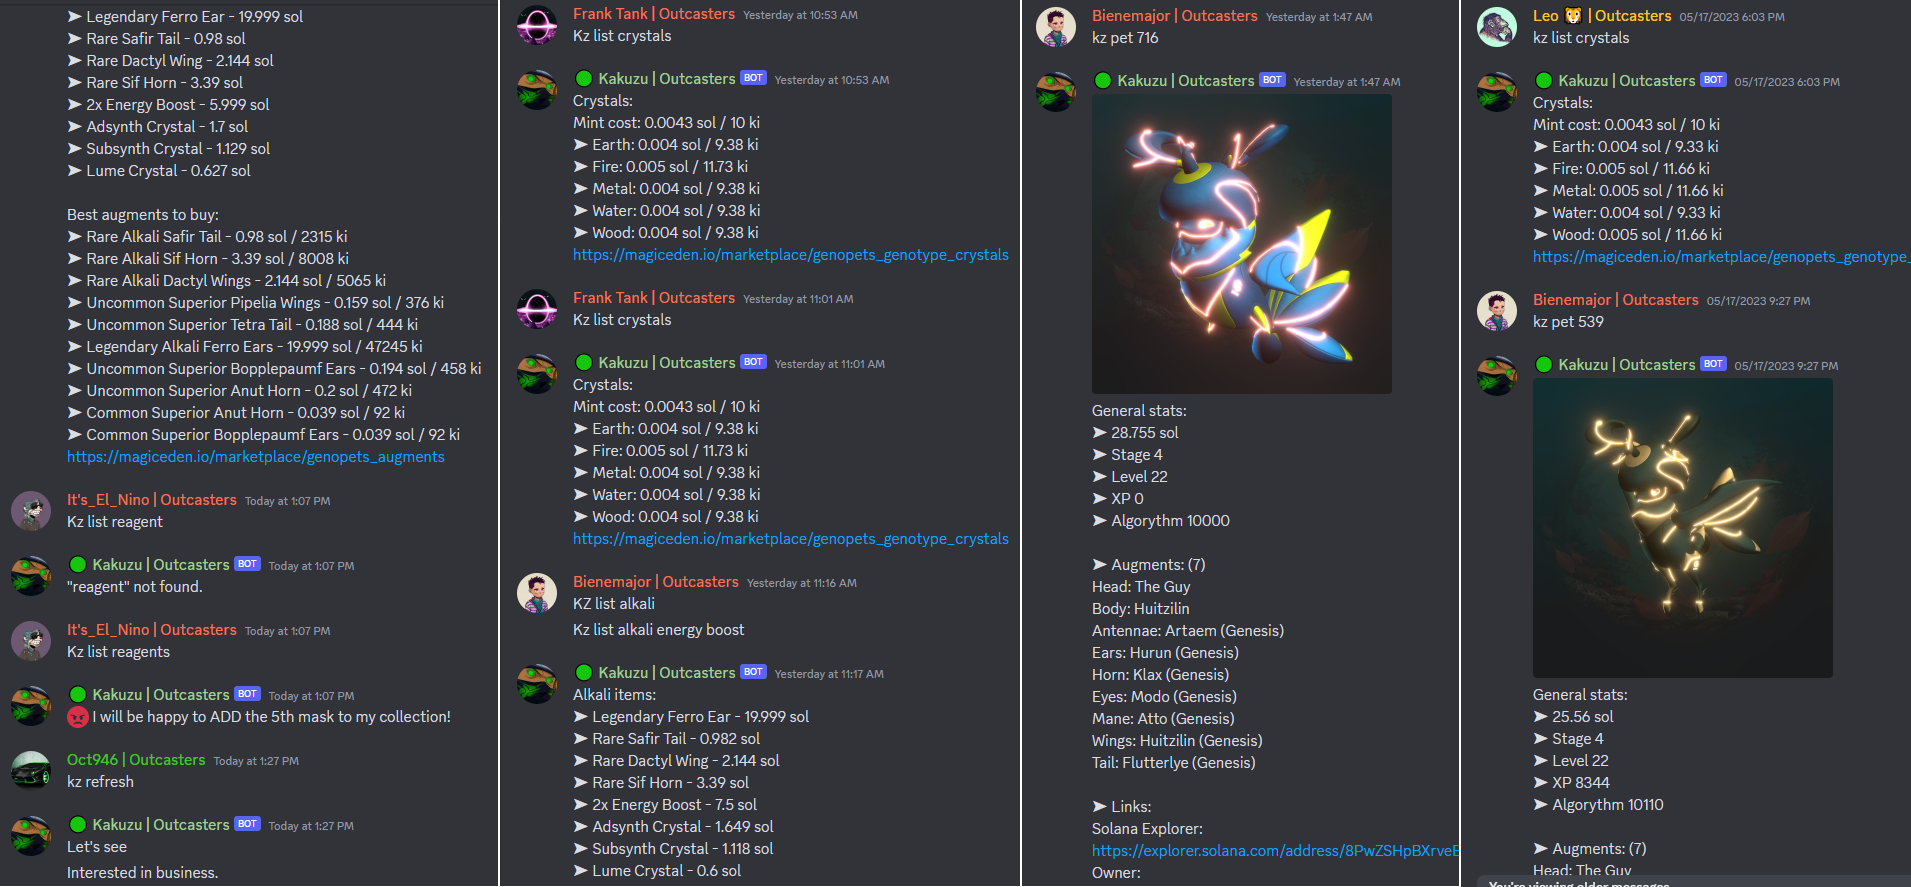 ➤ Legendary Ferro Ear - 19.999 sol
➤ Rare Safir Tail - 0.98 sol
➤ Rare Dactyl Wing - 2.144 sol
➤ Rare Sif Horn - 3.39 sol
➤ 2x Energy Boost - 5.999 sol
➤ Adsynth Crystal - 1.7 sol
➤ Subsynth Crystal - 1.129 sol
➤ Lume Crystal - 0.627 sol
Best augments to buy:
➤ Rare Alkali Safir Tail - 0.98 sol / 2315 ki
➤ Rare Alkali Sif Horn - 3.39 sol / 8008 ki
➤ Rare Alkali Dactyl Wings - 2.144 sol / 5065 ki
➤ Uncommon Superior Pipelia Wings - 0.159 sol / 376 ki
➤ Uncommon Superior Tetra Tail - 0.188 sol / 444 ki
➤ Legendary Alkali Ferro Ears - 19.999 sol / 47245 ki
➤ Uncommon Superior Bopplepaumf Ears - 0.194 sol / 458 ki
➤ Uncommon Superior Anut Horn - 0.2 sol / 472 ki
➤ Common Superior Anut Horn - 0.039 sol / 92 ki
➤ Common Superior Bopplepaumf Ears - 0.039 sol / 92 ki
https://magiceden.io/marketplace/genopets_augments
It's_El_Nino | Outcasters Today at 1:07 PM
Kz list reagent
Kakuzu | Outcasters BOT Today at 1:07 PM
"reagent" not found.
It's_El_Nino | Outcasters Today at 1:07 PM
Kz list reagents
Kakuzu | Outcasters BOT Today at 1:07 PM
I will be happy to ADD the 5th mask to my collection!
Oct946 | Outcasters Today at 1:27 PM
kz refresh
Kakuzu | Outcasters BOT Today at 1:27 PM
Let's see
Interested in business.
Frank Tank | Outcasters Yesterday at 10:53 AM
Kz list crystals
Kakuzu | Outcasters BOT Yesterday at 10:53 AM
Crystals:
Mint cost: 0.0043 sol / 10 ki
➤ Earth: 0.004 sol / 9.38 ki
➤ Fire: 0.005 sol / 11.73 ki
➤ Metal: 0.004 sol / 9.38 ki
➤ Water: 0.004 sol / 9.38 ki
➤ Wood: 0.004 sol / 9.38 ki
https://magiceden.io/marketplace/genopets_genotype_crystals
Frank Tank | Outcasters Yesterday at 11:01 AM
Kz list crystals
Kakuzu | Outcasters BOT Yesterday at 11:01 AM
Crystals:
Mint cost: 0.0043 sol / 10 ki
➤ Earth: 0.004 sol / 9.38 ki
➤ Fire: 0.005 sol / 11.73 ki
➤ Metal: 0.004 sol / 9.38 ki
➤ Water: 0.004 sol / 9.38 ki
➤ Wood: 0.004 sol / 9.38 ki
https://magiceden.io/marketplace/genopets_genotype_crystals
Bienemajor | Outcasters Yesterday at 11:16 AM
KZ list alkali
Kz list alkali energy boost
Kakuzu | Outcasters BOT Yesterday at 11:17 AM
Alkali items:
➤ Legendary Ferro Ear - 19.999 sol
➤ Rare Safir Tail - 0.982 sol
➤ Rare Dactyl Wing - 2.144 sol
➤ Rare Sif Horn - 3.39 sol
➤ 2x Energy Boost - 7.5 sol
➤ Adsynth Crystal - 1.649 sol
➤ Subsynth Crystal - 1.118 sol
➤ Lume Crystal - 0.6 sol
Bienemajor | Outcasters Yesterday at 1:47 AM
kz pet 716
Kakuzu | Outcasters BOT Yesterday at 1:47 AM
General stats:
➤ 28.755 sol
➤ Stage 4
➤ Level 22
➤ XP 0
➤ Algorythm 10000
➤ Augments: (7)
Head: The Guy
Body: Huitzilin
Antennae: Artaem (Genesis)
Ears: Hurun (Genesis)
Horn: Klax (Genesis)
Eyes: Modo (Genesis)
Mane: Atto (Genesis)
Wings: Huitzilin (Genesis)
Tail: Flutterlye (Genesis)
➤ Links:
Solana Explorer:
https://explorer.solana.com/address/8PwZSHpBXrveE
Owner:
Leo 🦁 | Outcasters 05/17/2023 6:03 PM
kz list crystals
Kakuzu | Outcasters BOT 05/17/2023 6:03 PM
Crystals:
Mint cost: 0.0043 sol / 10 ki
➤ Earth: 0.004 sol / 9.33 ki
➤ Fire: 0.005 sol / 11.66 ki
➤ Metal: 0.005 sol / 11.66 ki
➤ Water: 0.004 sol / 9.33 ki
➤ Wood: 0.005 sol / 11.66 ki
https://magiceden.io/marketplace/genopets_genotype_
Bienemajor | Outcasters 05/17/2023 9:27 PM
kz pet 539
Kakuzu | Outcasters BOT 05/17/2023 9:27 PM
General stats:
➤ 25.56 sol
➤ Stage 4
➤ Level 22
➤ XP 8344
➤ Algorythm 10110
➤ Augments: (7)
Head: The Guy
You're viewing older messages